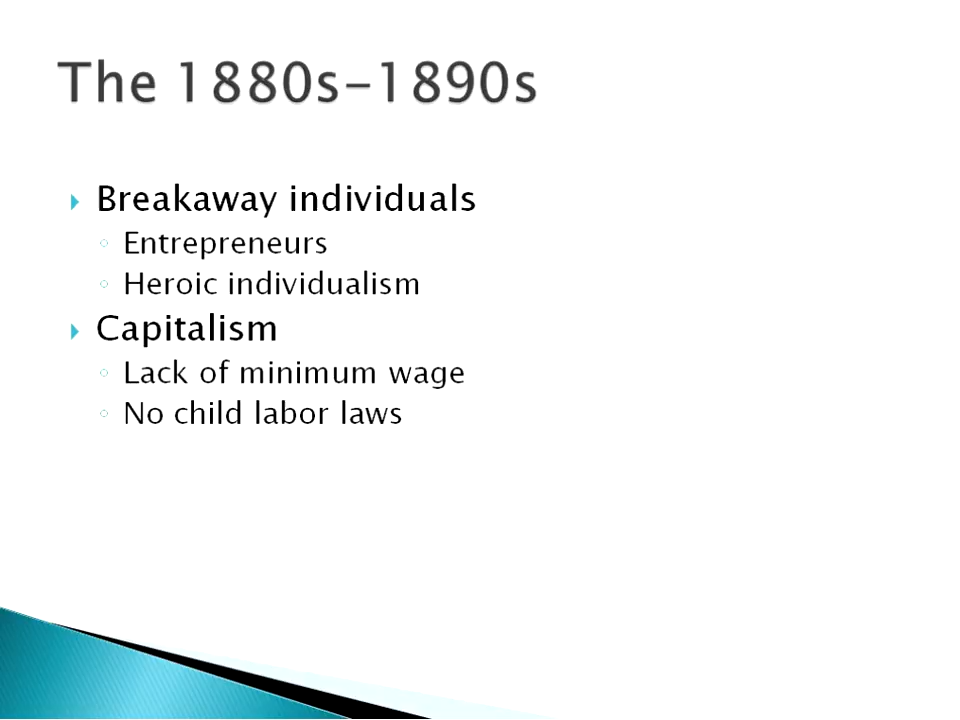 The 1880s-1890s
Breakaway individuals
Entrepreneurs
Heroic individualism
Capitalism
Lack of minimum wage
No child labor laws